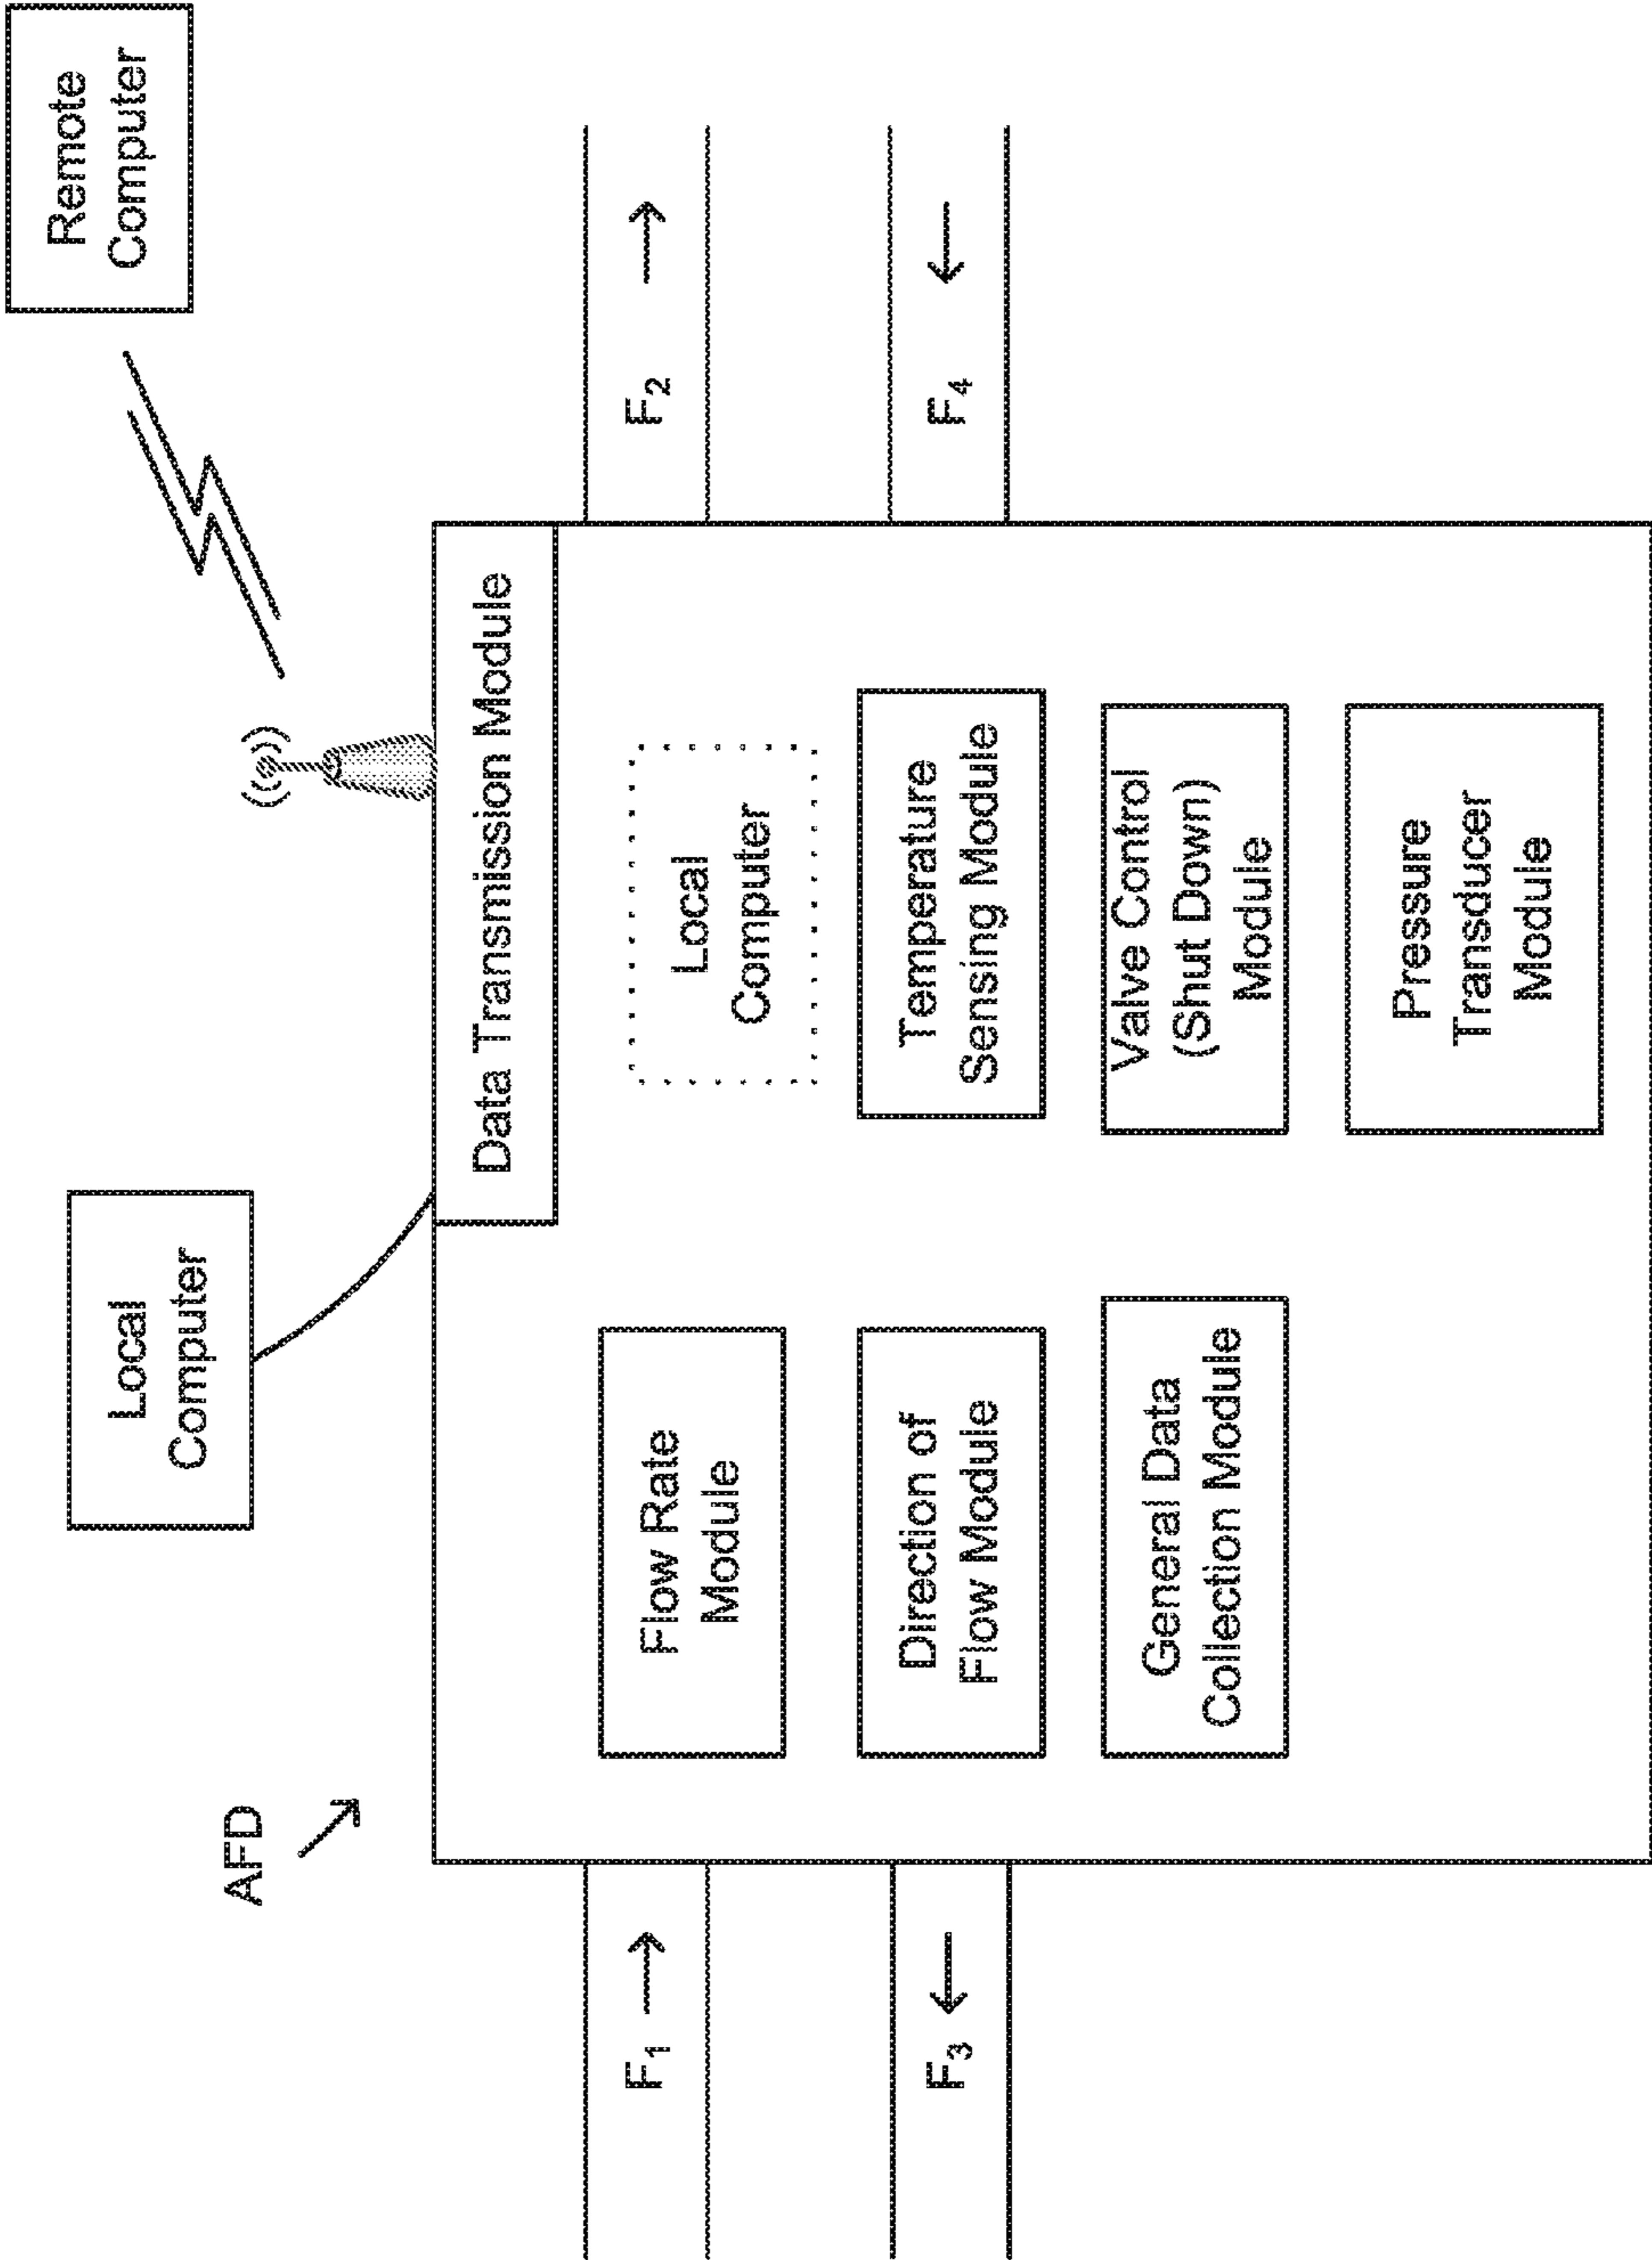 Remote
Computer
Local
Computer
AFD
Data Transmission Module
F₁
F₂
F₃
F₄
Flow Rate
Module
Local
Computer
Direction of
Flow Module
Temperature
Sensing Module
General Data
Collection Module
Valve Control
(Shut Down)
Module
Pressure
Transducer
Module